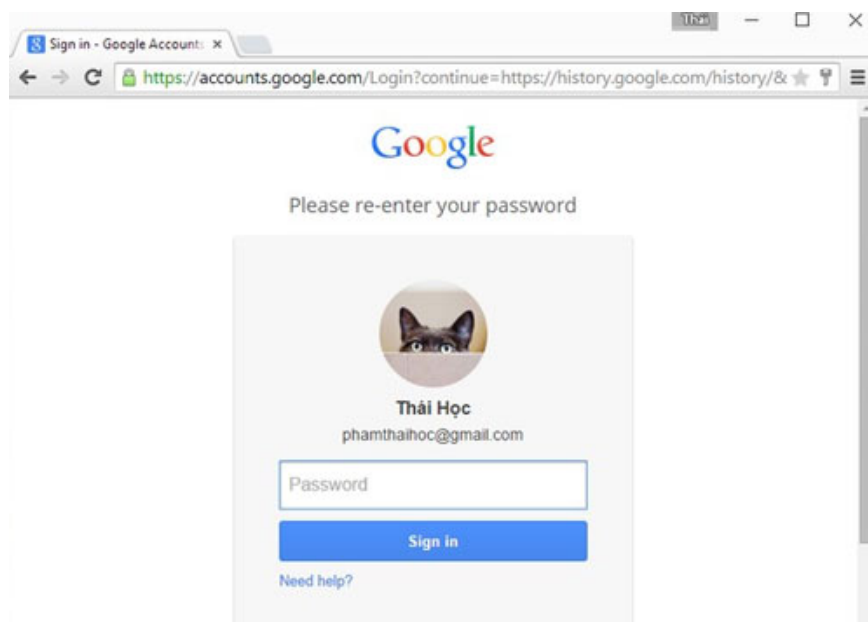 Thái
Sign in - Google Accounts
https://accounts.google.com/Login?continue=https://history.google.com/history/&
Google
Please re-enter your password
Thái Học
phamthaihoc@gmail.com
Password
Sign in
Need help?